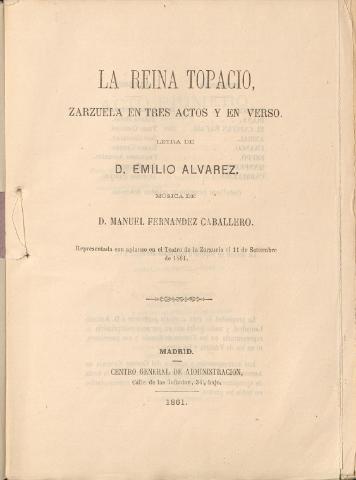 LA REINA TOPACIO,
ZARZUELA EN TRES ACTOS Y EN VERSO.
LETRA DE
D. EMILIO ALVAREZ.
MÚSICA DE
D. MANUEL FERNANDEZ CABALLERO.
Representada con aplauso en el Teatro de la Zarzuela el 11 de Setiembre
de 1861.
MADRID.
CENTRO GENERAL DE ADMINISTRACION,
calle de las Infantas, 34, bajo.
1861.